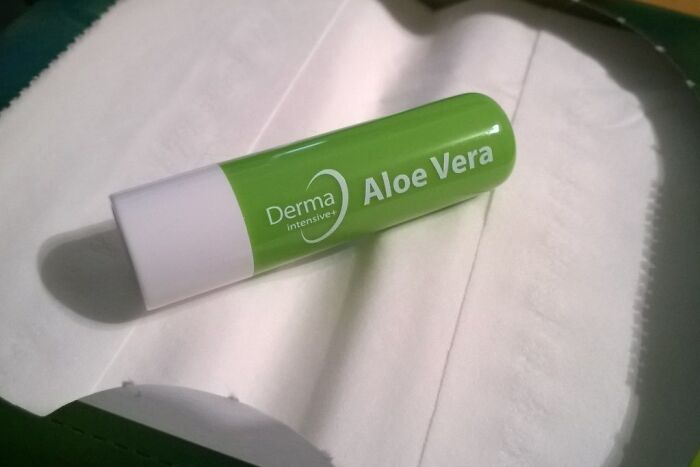 Derma
intensive+
Aloe Vera